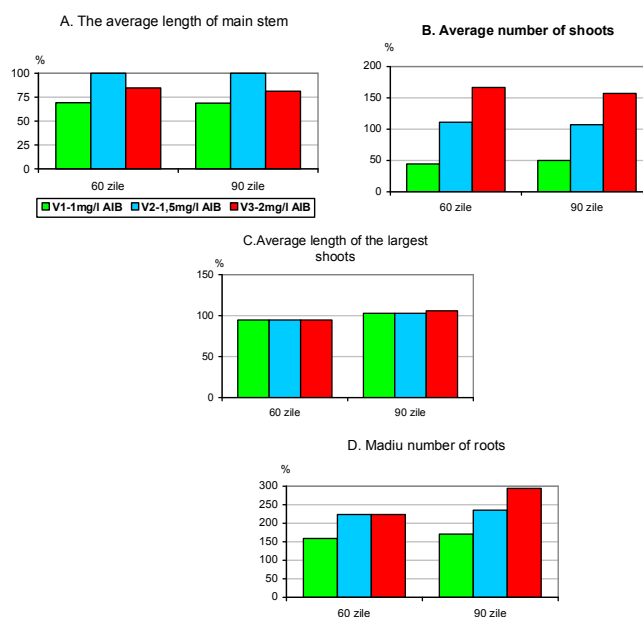 A. The average length of main stem
%
100
75
50
25
0
60 zile 90 zile
V1-1mg/l AIB V2-1,5mg/l AIB V3-2mg/l AIB
B. Average number of shoots
%
200
150
100
50
0
60 zile 90 zile
C.Average length of the largest
shoots
%
150
100
50
0
60 zile 90 zile
D. Madiu number of roots
%
300
250
200
150
100
50
0
60 zile 90 zile